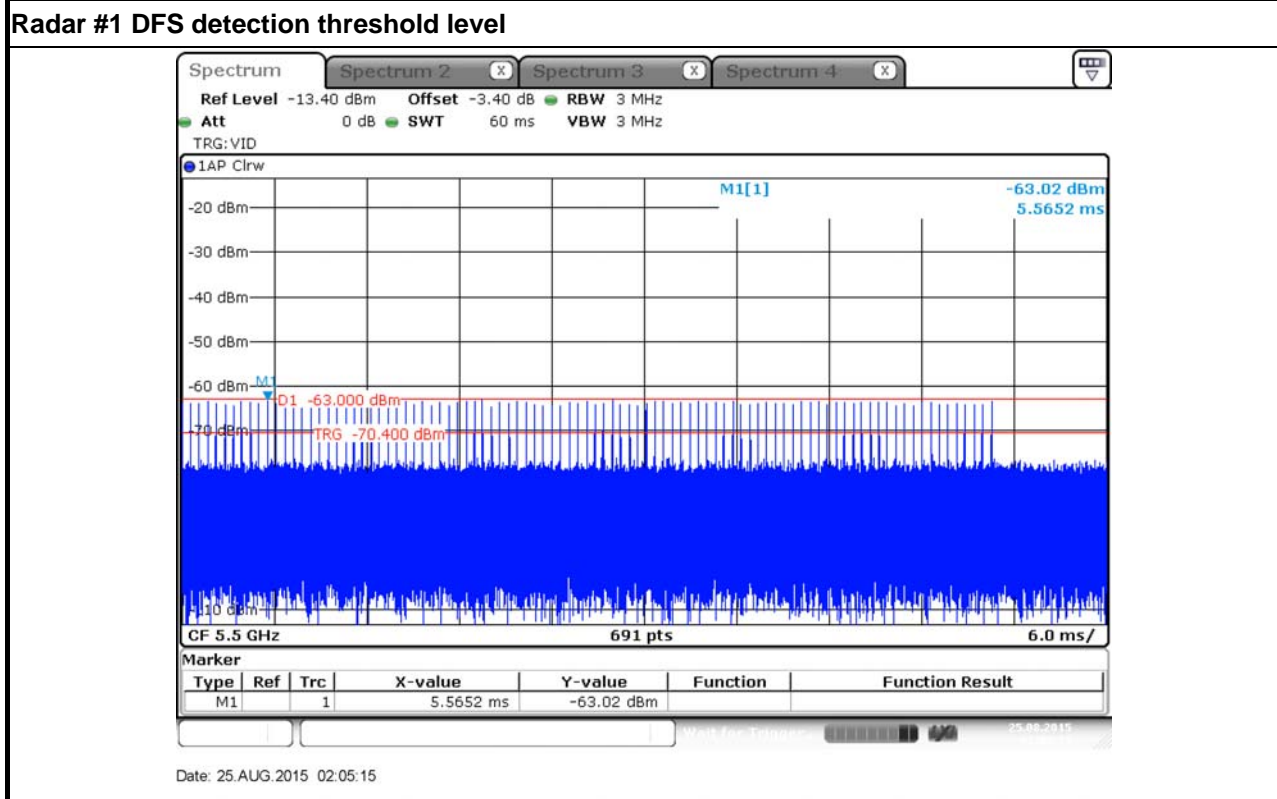 Radar #1 DFS detection threshold level
Spectrum
Spectrum 2 X
Spectrum 3 X
Spectrum 4 X
Ref Level -13.40 dBm Offset -3.40 dB RBW 3 MHz
Att 0 dB SWT 60 ms VBW 3 MHz
TRG: VID
1AP Clrw
M1[1] -63.02 dBm
5.5652 ms
-20 dBm
-30 dBm
-40 dBm
-50 dBm
-60 dBm
M1
D1 -63.000 dBm
-70 dBm
TRG -70.400 dBm
CF 5.5 GHz 691 pts 6.0 ms/
Marker
Type Ref Trc X-value Y-value Function Function Result
M1 1 5.5652 ms -63.02 dBm
25.08.2015
Date: 25.AUG.2015 02:05:15